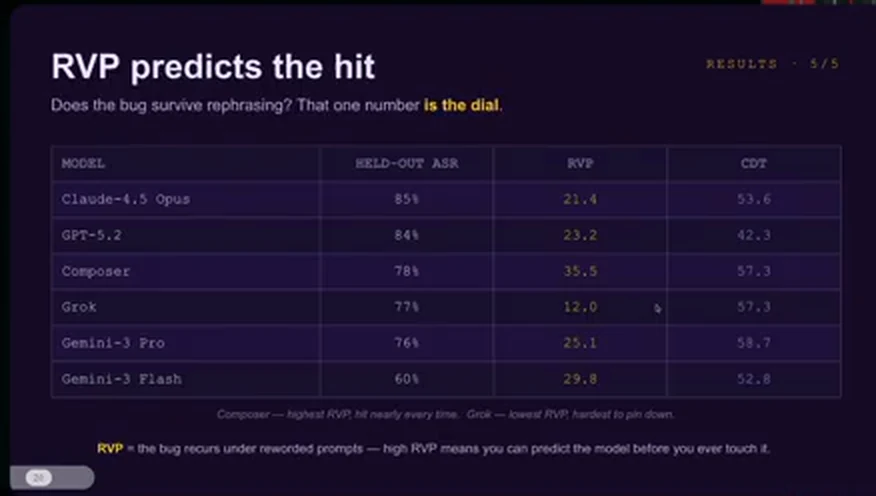 RVP predicts the hit
RESULTS · 5/5
Does the bug survive rephrasing? That one number is the dial.
MODEL HELD-OUT ASR RVP CDT
Claude-4.5 Opus 85% 21.4 53.6
GPT-5.2 84% 23.2 42.3
Composer 78% 35.5 57.3
Grok 77% 12.0 57.3
Gemini-3 Pro 76% 25.1 58.7
Gemini-3 Flash 60% 29.8 52.8
Composer — highest RVP, hit nearly every time. Grok — lowest RVP, hardest to pin down.
RVP = the bug recurs under reworded prompts — high RVP means you can predict the model before you ever touch it.